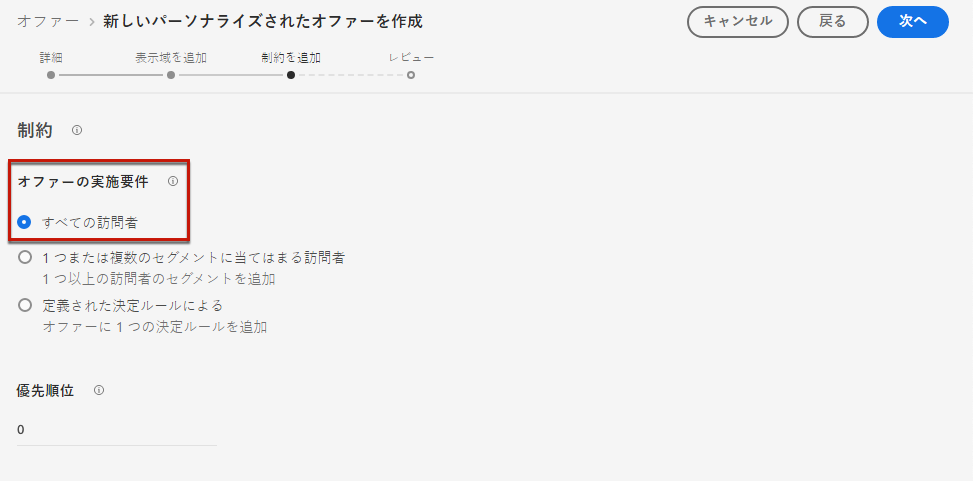 オファー > 新しいパーソナライズされたオファーを作成
キャンセル 戻る 次へ
詳細 表示域を追加 制約を追加 レビュー
制約
オファーの実施要件
すべての訪問者
1 つまたは複数のセグメントに当てはまる訪問者
1 つ以上の訪問者のセグメントを追加
定義された決定ルールによる
オファーに 1 つの決定ルールを追加
優先順位
0